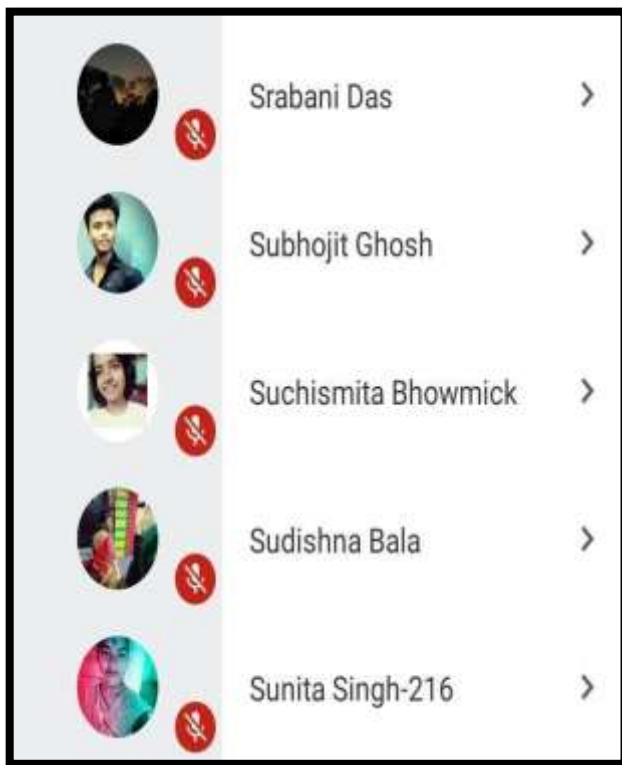 Srabani Das
Subhojit Ghosh
Suchismita Bhowmick
Sudishna Bala
Sunita Singh-216